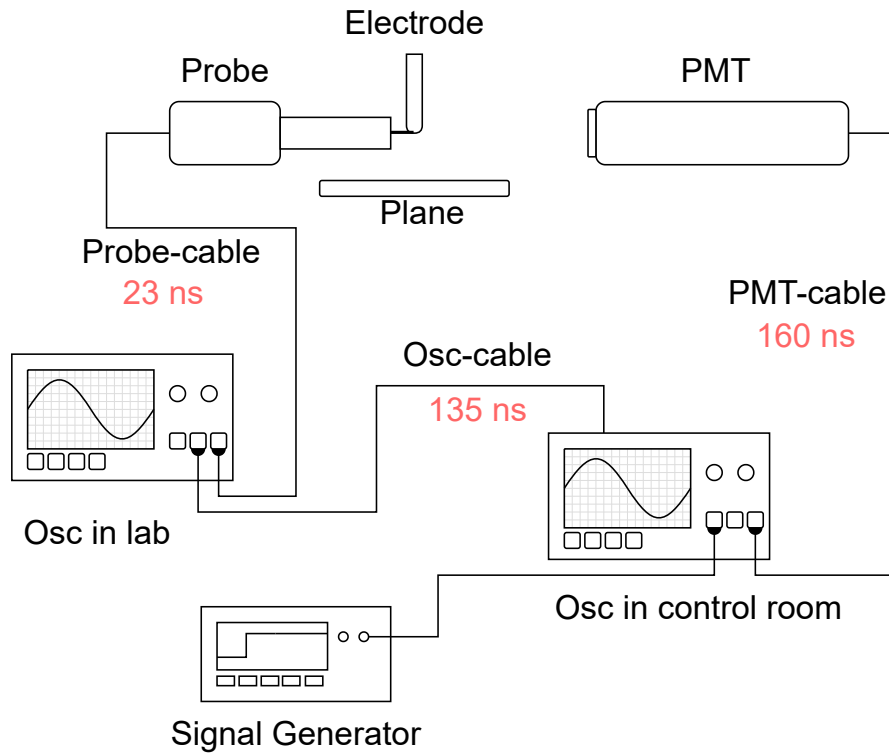 Electrode
Probe
PMT
Plane
Probe-cable
23 ns
PMT-cable
160 ns
Osc-cable
135 ns
Osc in lab
Osc in control room
Signal Generator